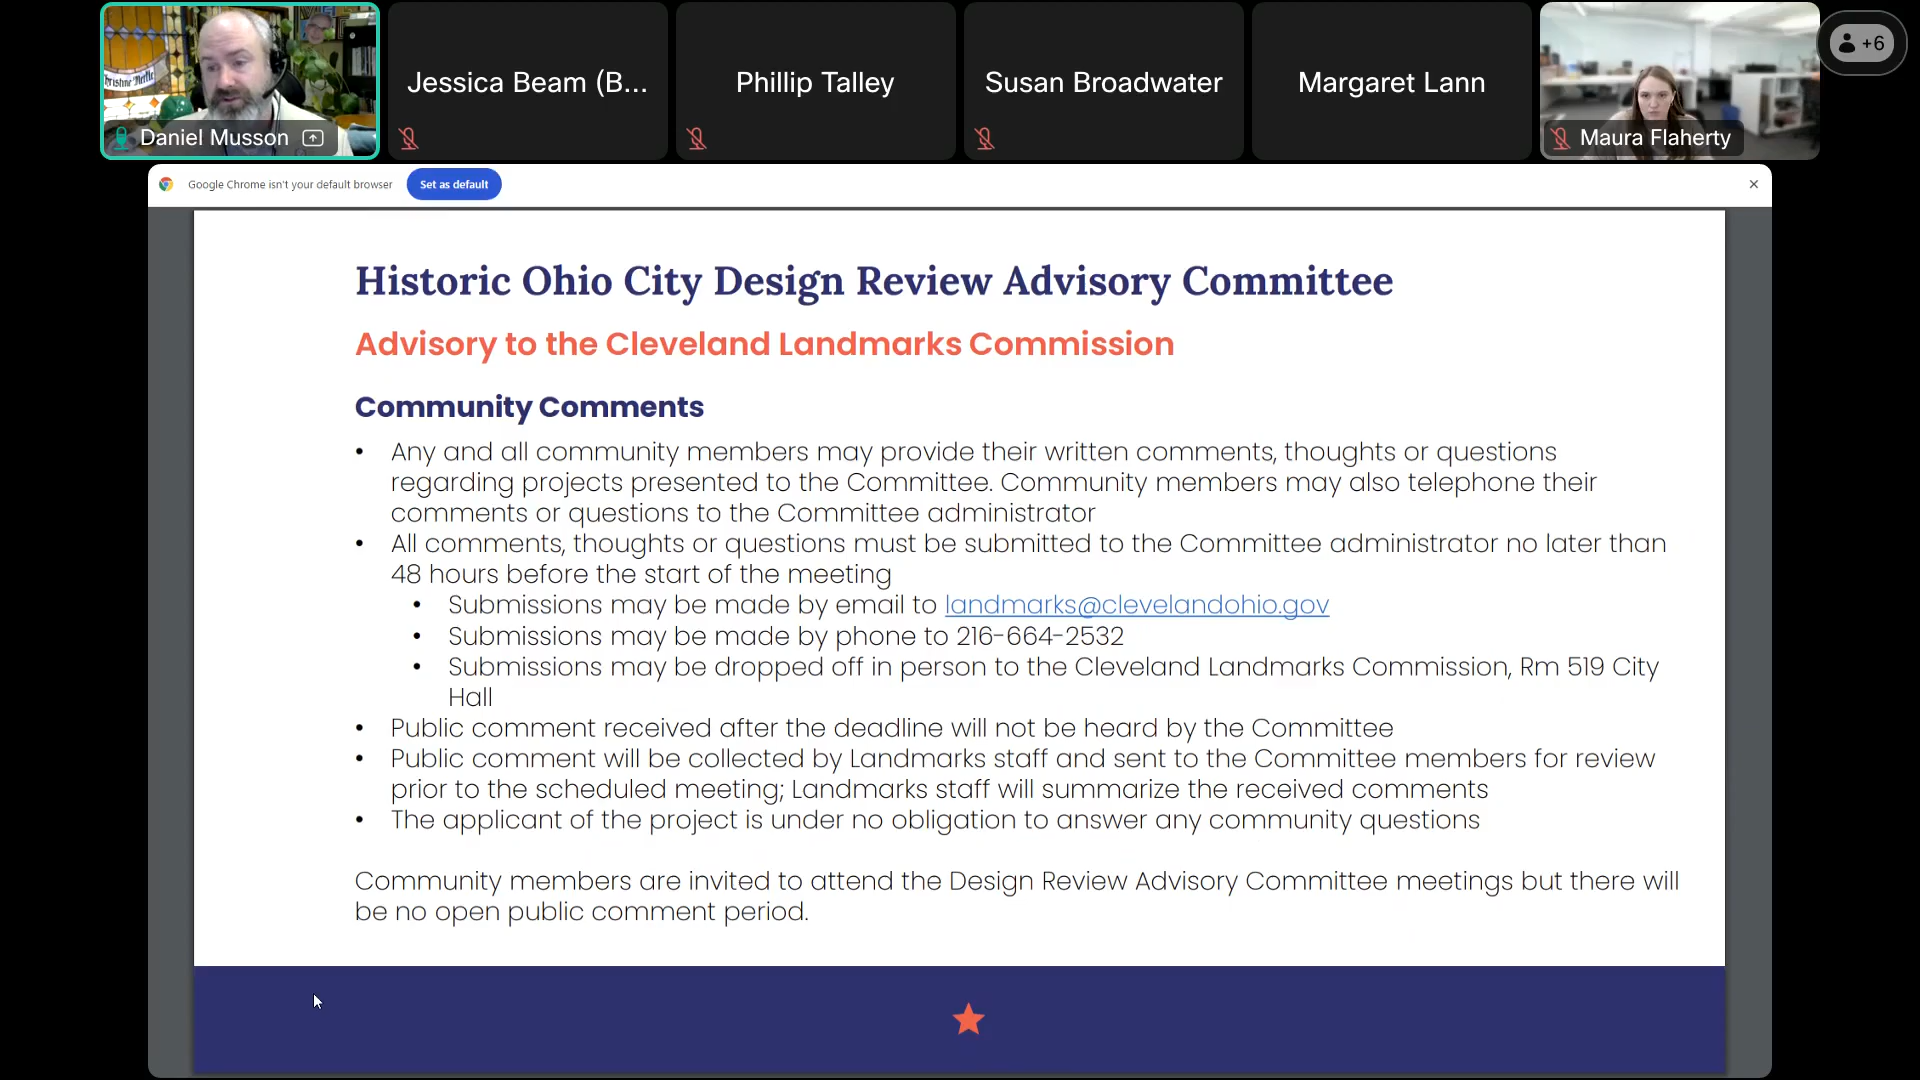 Christine Mertle
Daniel Musson
Jessica Beam (B...
Phillip Talley
Susan Broadwater
Margaret Lann
Maura Flaherty
+6
Google Chrome isn't your default browser
Set as default
Historic Ohio City Design Review Advisory Committee
Advisory to the Cleveland Landmarks Commission
Community Comments
• Any and all community members may provide their written comments, thoughts or questions
regarding projects presented to the Committee. Community members may also telephone their
comments or questions to the Committee administrator
• All comments, thoughts or questions must be submitted to the Committee administrator no later than
48 hours before the start of the meeting
• Submissions may be made by email to landmarks@clevelandohio.gov
• Submissions may be made by phone to 216-664-2532
• Submissions may be dropped off in person to the Cleveland Landmarks Commission, Rm 519 City
Hall
• Public comment received after the deadline will not be heard by the Committee
• Public comment will be collected by Landmarks staff and sent to the Committee members for review
prior to the scheduled meeting; Landmarks staff will summarize the received comments
• The applicant of the project is under no obligation to answer any community questions
Community members are invited to attend the Design Review Advisory Committee meetings but there will
be no open public comment period.